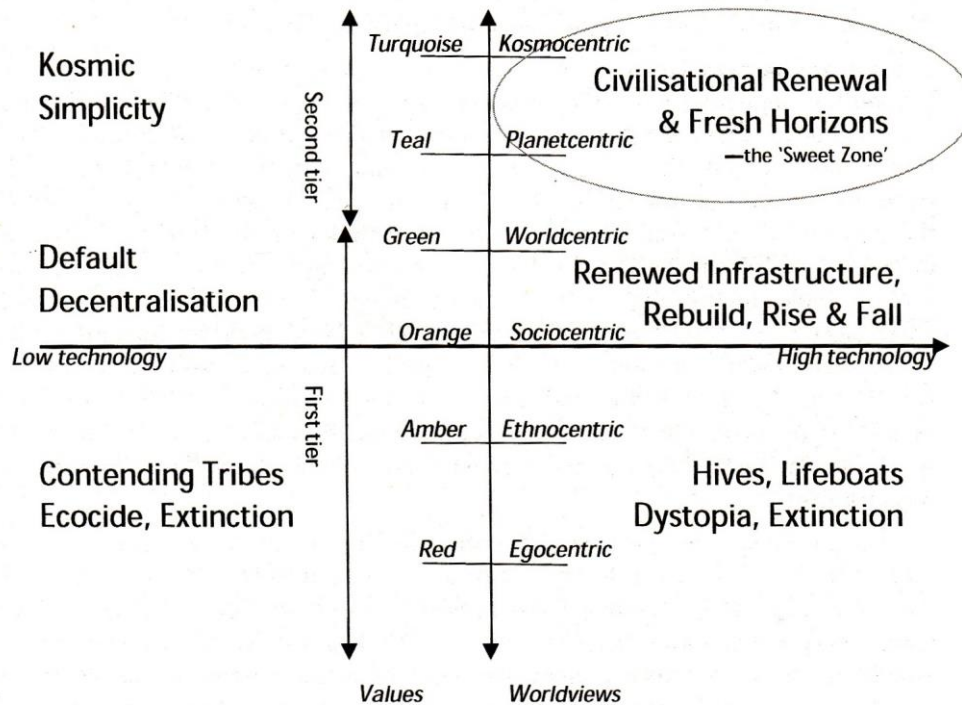 Turquoise Kosmocentric
Kosmic
Simplicity
Second tier
Civilisational Renewal
& Fresh Horizons
—the 'Sweet Zone'
Teal Planetcentric
Green Worldcentric
Default
Decentralisation
Renewed Infrastructure,
Rebuild, Rise & Fall
Orange Sociocentric
Low technology
High technology
First tier
Amber Ethnocentric
Contending Tribes
Ecocide, Extinction
Hives, Lifeboats
Dystopia, Extinction
Red Egocentric
Values Worldviews